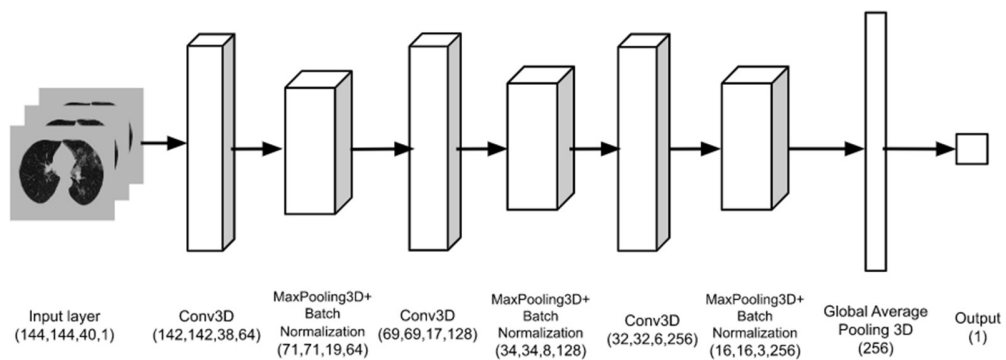 Input layer
(144,144,40,1)
Conv3D
(142,142,38,64)
MaxPooling3D+
Batch
Normalization
(71,71,19,64)
Conv3D
(69,69,17,128)
MaxPooling3D+
Batch
Normalization
(34,34,8,128)
Conv3D
(32,32,6,256)
MaxPooling3D+
Batch
Normalization
(16,16,3,256)
Global Average
Pooling 3D
(256)
Output
(1)